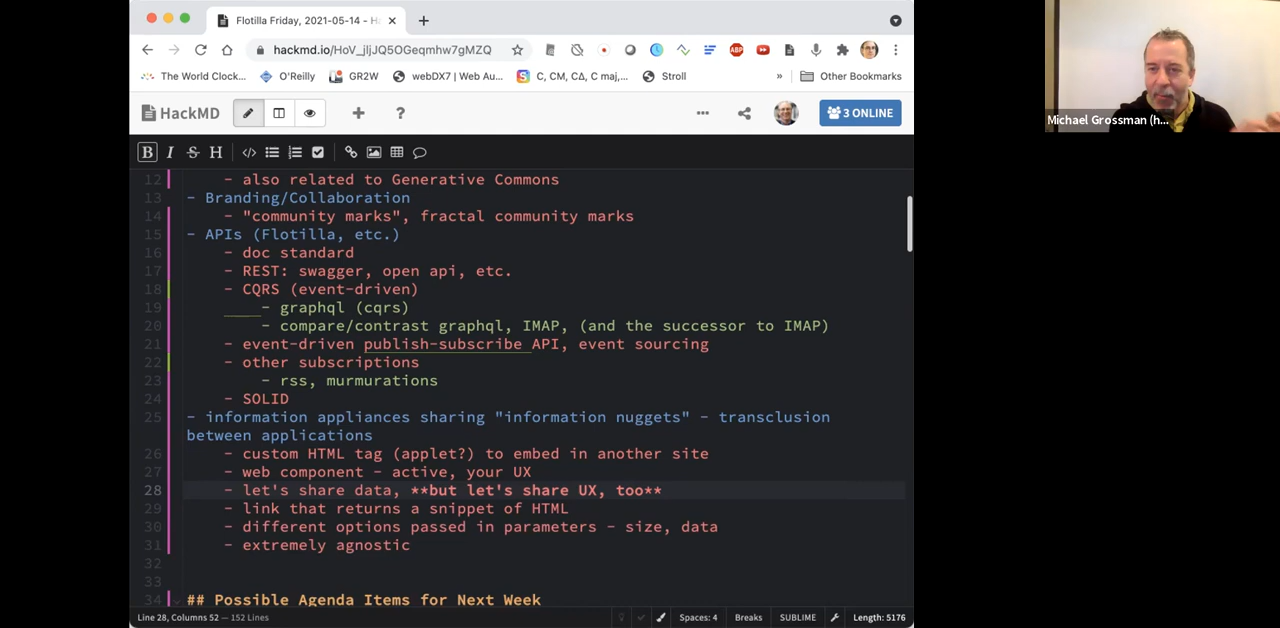 Flotilla Friday, 2021-05-14 - H
hackmd.io/HoV_jIjJQ5OGeqmhw7gMZQ
ABP
The World Clock...
O'Reilly
GR2W
webDX7 | Web Au...
C, CM, CΔ, C maj,...
Stroll
»
Other Bookmarks
HackMD
3 ONLINE
B I S H
12 - also related to Generative Commons
13 - Branding/Collaboration
14 - "community marks", fractal community marks
15 - APIs (Flotilla, etc.)
16 - doc standard
17 - REST: swagger, open api, etc.
18 - CQRS (event-driven)
19 - graphql (cqrs)
20 - compare/contrast graphql, IMAP, (and the successor to IMAP)
21 - event-driven publish-subscribe API, event sourcing
22 - other subscriptions
23 - rss, murmurations
24 - SOLID
25 - information appliances sharing "information nuggets" - transclusion
between applications
26 - custom HTML tag (applet?) to embed in another site
27 - web component - active, your UX
28 - let's share data, **but let's share UX, too**
29 - link that returns a snippet of HTML
30 - different options passed in parameters - size, data
31 - extremely agnostic
32
33
34 ## Possible Agenda Items for Next Week
Line 28, Columns 52 — 152 Lines
Spaces: 4 Breaks SUBLIME Length: 5176
Michael Grossman (h...